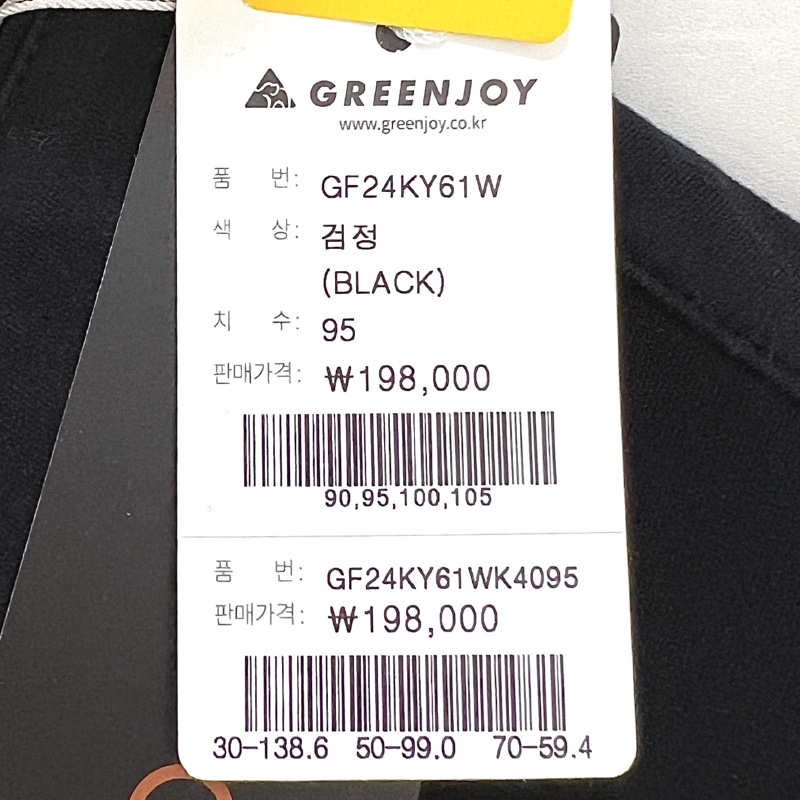 GREENJOY
www.greenjoy.co.kr
품 번: GF24KY61W
색 상: 검정
(BLACK)
치 수: 95
판매가격: ₩198,000
90,95,100,105
품 번: GF24KY61WK4095
판매가격: ₩198,000
30-138.6 50-99.0 70-59.4